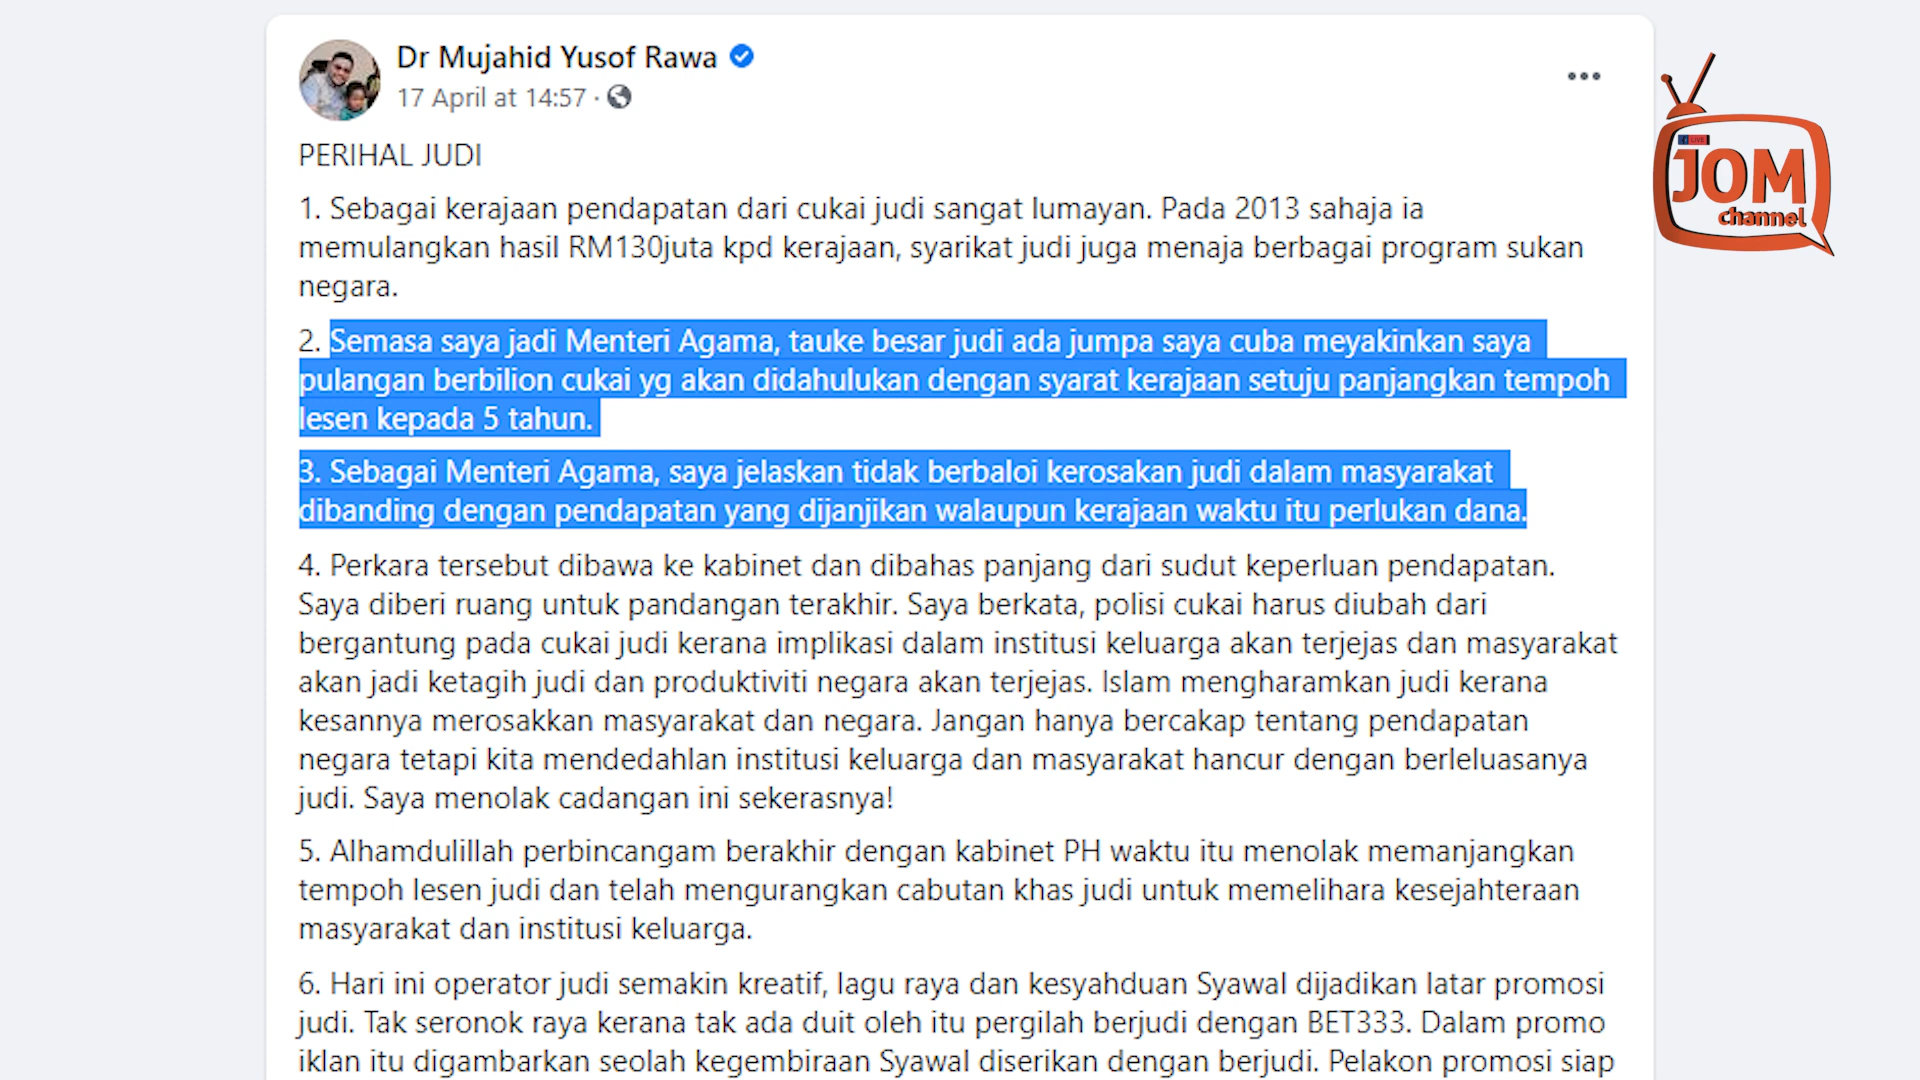 Dr Mujahid Yusof Rawa
17 April at 14:57 ·
PERIHAL JUDI
1. Sebagai kerajaan pendapatan dari cukai judi sangat lumayan. Pada 2013 sahaja ia
memulangkan hasil RM130juta kpd kerajaan, syarikat judi juga menaja berbagai program sukan
negara.
2. Semasa saya jadi Menteri Agama, tauke besar judi ada jumpa saya cuba meyakinkan saya
pulangan berbilion cukai yg akan didahulukan dengan syarat kerajaan setuju panjangkan tempoh
lesen kepada 5 tahun.
3. Sebagai Menteri Agama, saya jelaskan tidak berbaloi kerosakan judi dalam masyarakat
dibanding dengan pendapatan yang dijanjikan walaupun kerajaan waktu itu perlukan dana.
4. Perkara tersebut dibawa ke kabinet dan dibahas panjang dari sudut keperluan pendapatan.
Saya diberi ruang untuk pandangan terakhir. Saya berkata, polisi cukai harus diubah dari
bergantung pada cukai judi kerana implikasi dalam institusi keluarga akan terjejas dan masyarakat
akan jadi ketagih judi dan produktiviti negara akan terjejas. Islam mengharamkan judi kerana
kesannya merosakkan masyarakat dan negara. Jangan hanya bercakap tentang pendapatan
negara tetapi kita mendedahlan institusi keluarga dan masyarakat hancur dengan berleluasanya
judi. Saya menolak cadangan ini sekerasnya!
5. Alhamdulillah perbincangam berakhir dengan kabinet PH waktu itu menolak memanjangkan
tempoh lesen judi dan telah mengurangkan cabutan khas judi untuk memelihara kesejahteraan
masyarakat dan institusi keluarga.
6. Hari ini operator judi semakin kreatif, lagu raya dan kesyahduan Syawal dijadikan latar promosi
judi. Tak seronok raya kerana tak ada duit oleh itu pergilah berjudi dengan BET333. Dalam promo
iklan itu digambarkan seolah kegembiraan Syawal diserikan dengan berjudi. Pelakon promosi siap
LIVE
JOM
channel